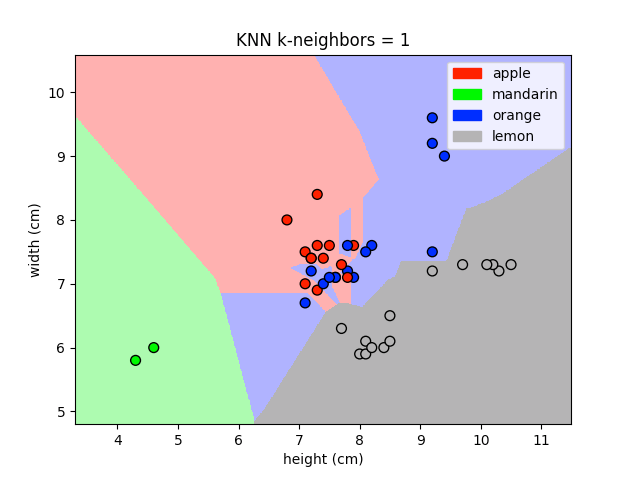 KNN k-neighbors = 1
apple
mandarin
orange
lemon
10
9
8
7
6
5
width (cm)
4 5 6 7 8 9 10 11
height (cm)